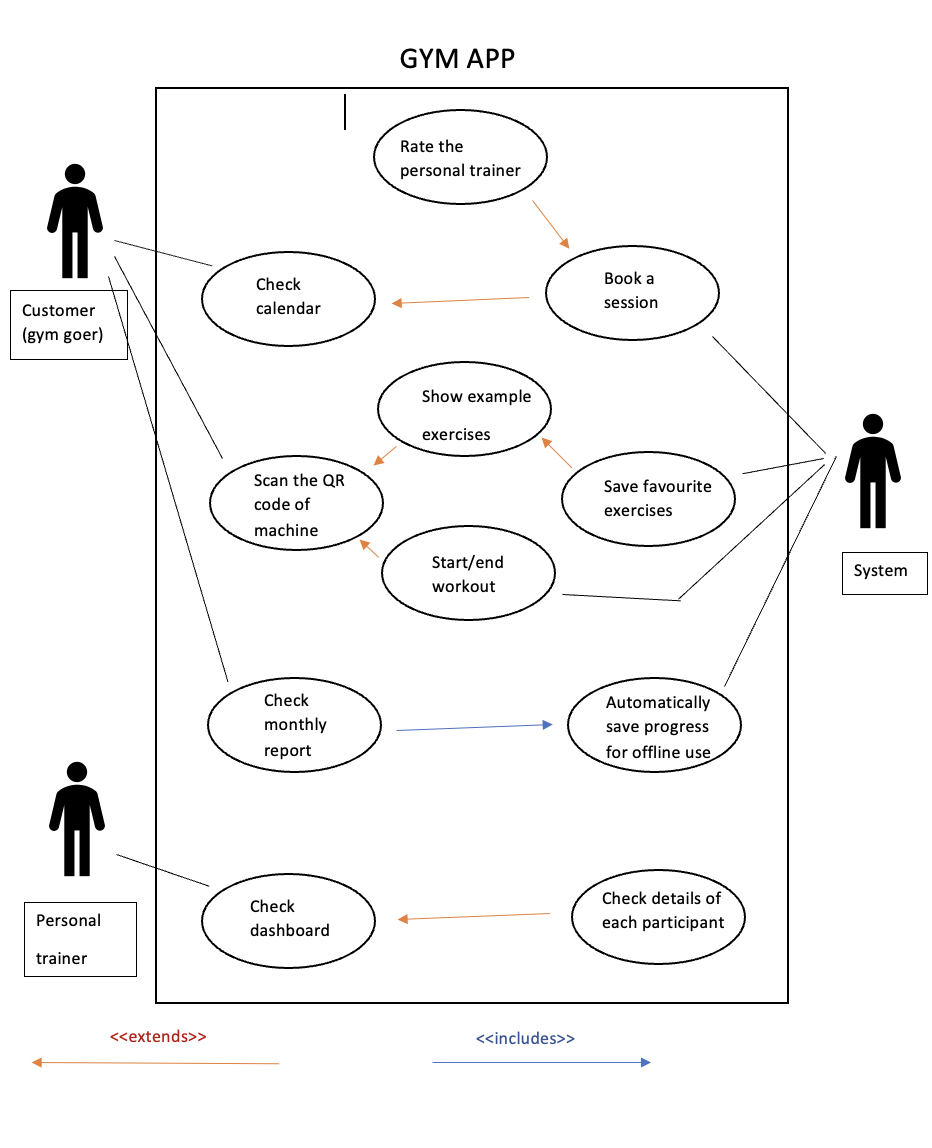 GYM APP
Rate the
personal trainer
Check
calendar
Book a
session
Customer
(gym goer)
Show example
exercises
Scan the QR
code of
machine
Save favourite
exercises
Start/end
workout
System
Check
monthly
report
Automatically
save progress
for offline use
Check
dashboard
Check details of
each participant
Personal
trainer
<<extends>>
<<includes>>